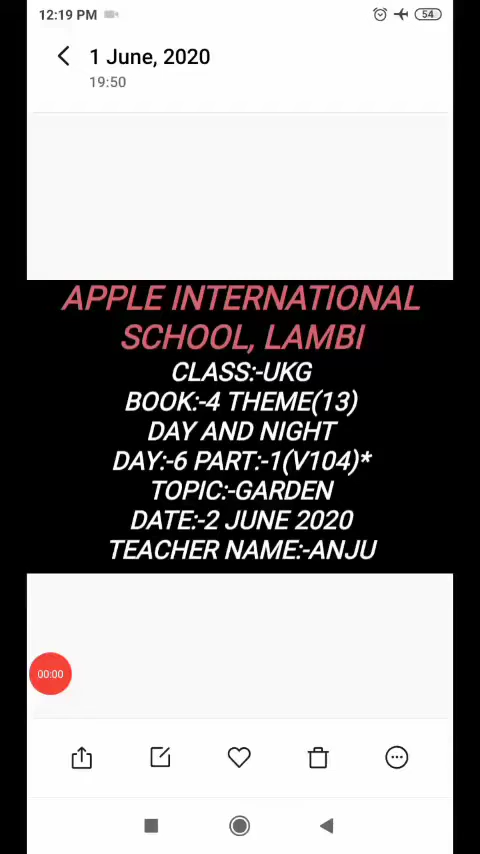 12:19 PM
54
1 June, 2020
19:50
APPLE INTERNATIONAL
SCHOOL, LAMBI
CLASS:-UKG
BOOK:-4 THEME(13)
DAY AND NIGHT
DAY:-6 PART:-1(V104)*
TOPIC:-GARDEN
DATE:-2 JUNE 2020
TEACHER NAME:-ANJU
00:00